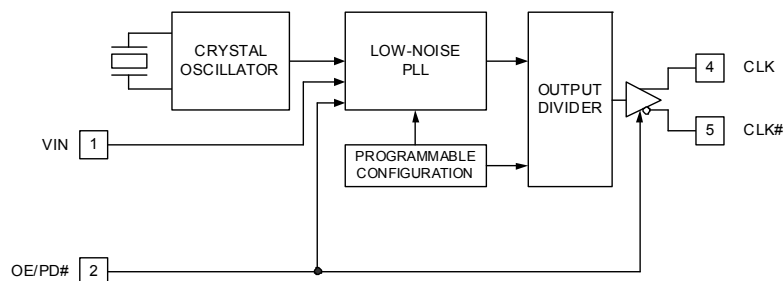 CRYSTAL
OSCILLATOR
LOW-NOISE
PLL
OUTPUT
DIVIDER
4 CLK
5 CLK#
VIN 1
PROGRAMMABLE
CONFIGURATION
OE/PD# 2